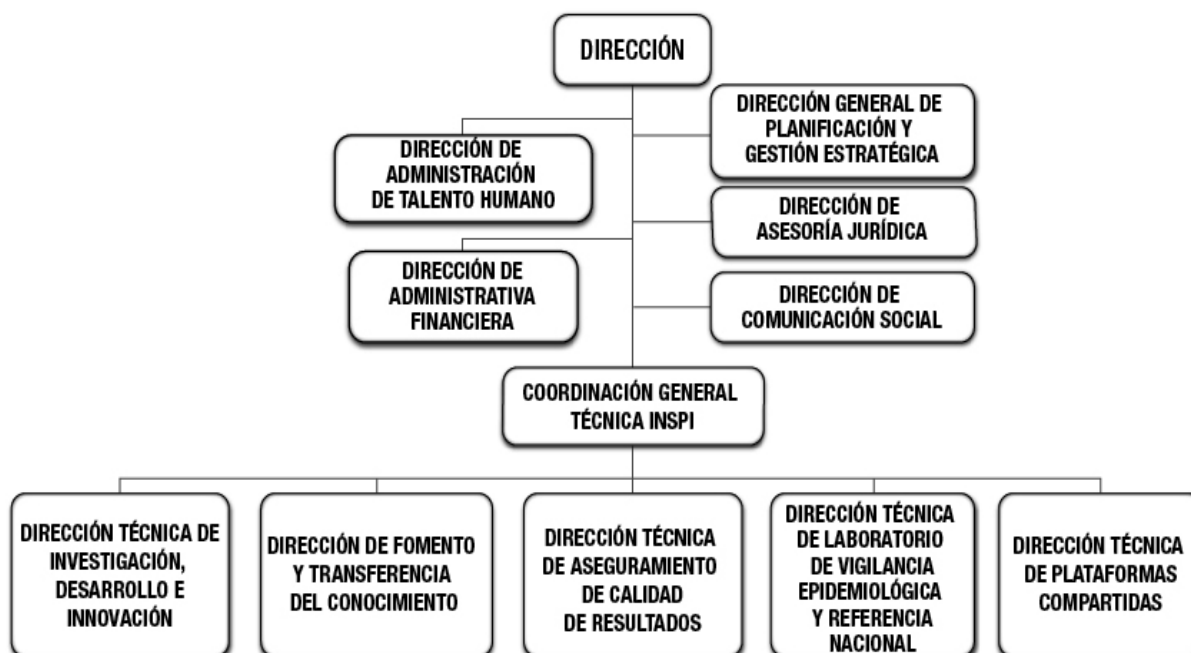 DIRECCIÓN
DIRECCIÓN GENERAL DE
PLANIFICACIÓN Y
GESTIÓN ESTRATÉGICA
DIRECCIÓN DE
ADMINISTRACIÓN
DE TALENTO HUMANO
DIRECCIÓN DE
ASESORÍA JURÍDICA
DIRECCIÓN DE
ADMINISTRATIVA
FINANCIERA
DIRECCIÓN DE
COMUNICACIÓN SOCIAL
COORDINACIÓN GENERAL
TÉCNICA INSPI
DIRECCIÓN TÉCNICA DE
INVESTIGACIÓN,
DESARROLLO E
INNOVACIÓN
DIRECCIÓN DE FOMENTO
Y TRANSFERENCIA
DEL CONOCIMIENTO
DIRECCIÓN TÉCNICA
DE ASEGURAMIENTO
DE CALIDAD
DE RESULTADOS
DIRECCIÓN TÉCNICA
DE LABORATORIO
DE VIGILANCIA
EPIDEMIOLÓGICA
Y REFERENCIA
NACIONAL
DIRECCIÓN TÉCNICA
DE PLATAFORMAS
COMPARTIDAS